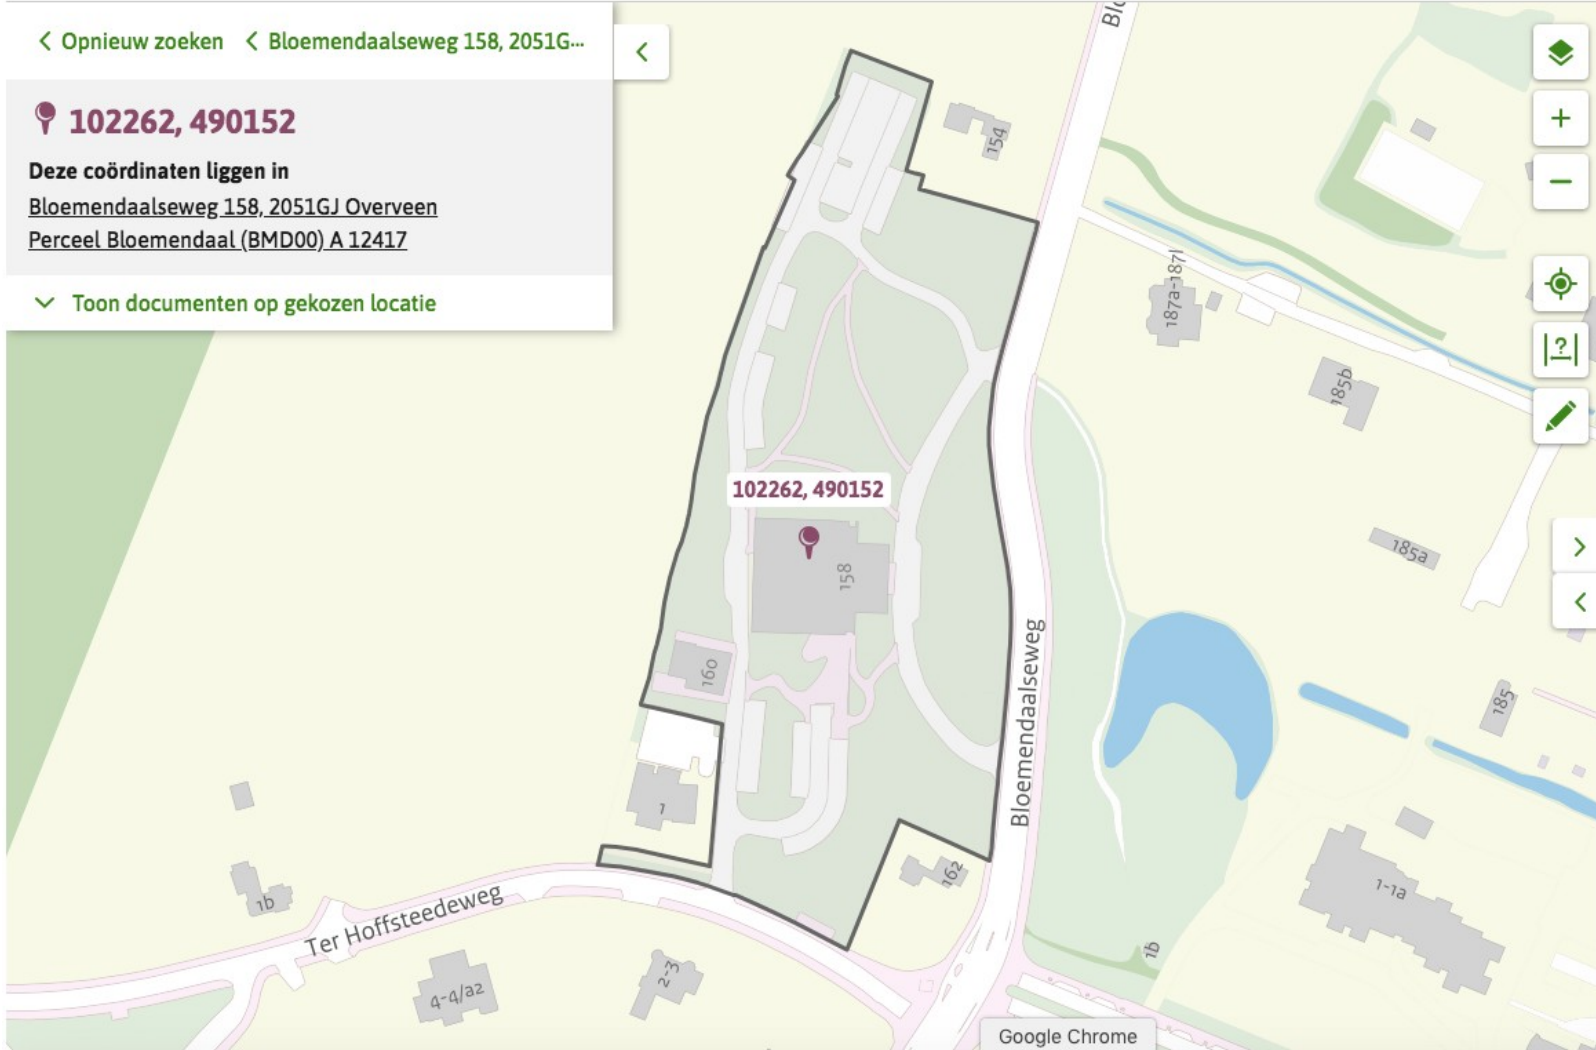 Opnieuw zoeken
Bloemendaalseweg 158, 2051G...
102262, 490152
Deze coördinaten liggen in
Bloemendaalseweg 158, 2051GJ Overveen
Perceel Bloemendaal (BMD00) A 12417
Toon documenten op gekozen locatie
Blo
154
187a-187l
185b
102262, 490152
158
185a
160
Bloemendaalseweg
185
1
162
1-1a
1b
Ter Hoffsteedeweg
1b
2-3
4-4/a2
Google Chrome
?